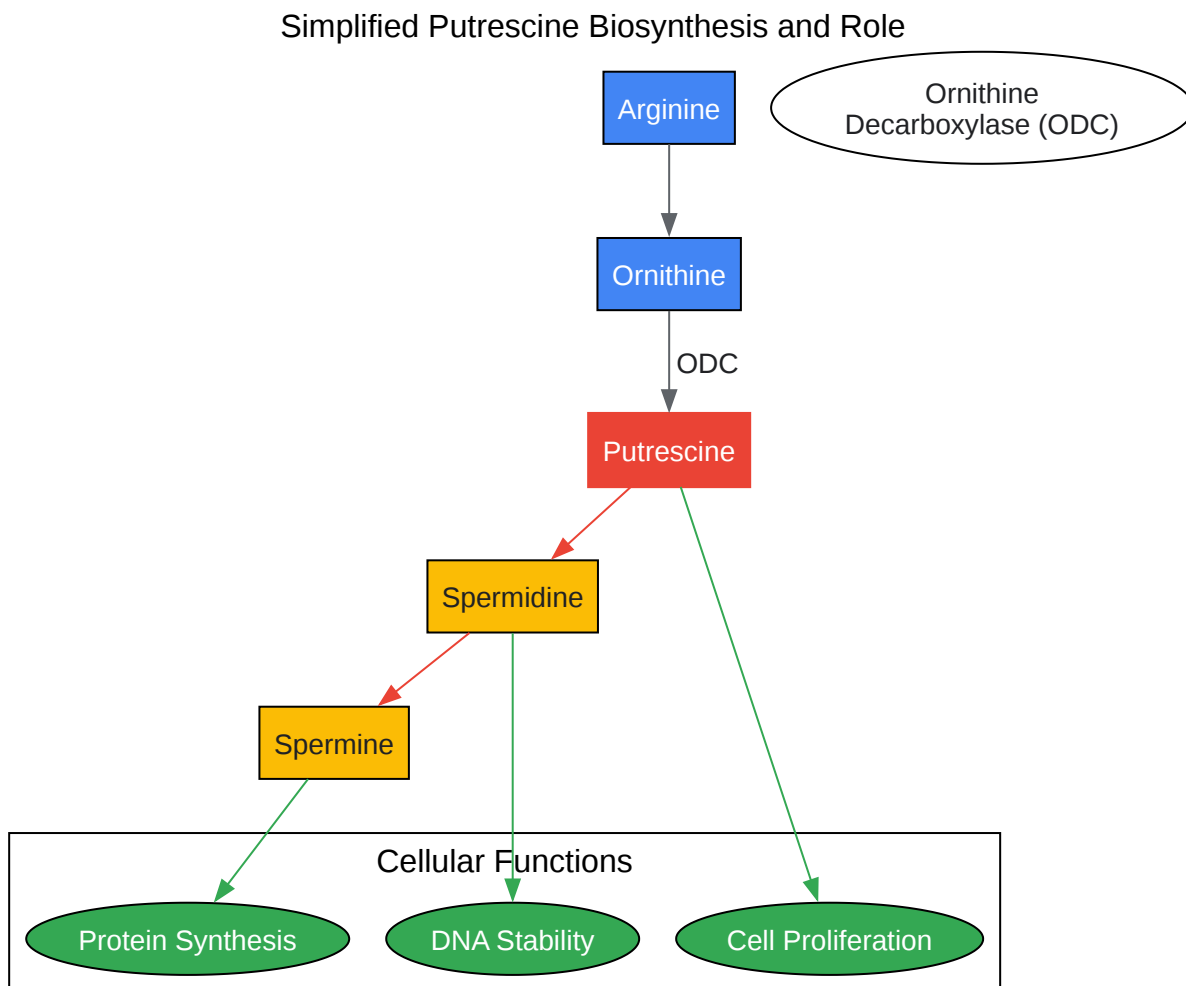 Simplified Putrescine Biosynthesis and Role
Arginine
Ornithine
Decarboxylase (ODC)
Ornithine
ODC
Putrescine
Spermidine
Spermine
Cellular Functions
Protein Synthesis
DNA Stability
Cell Proliferation